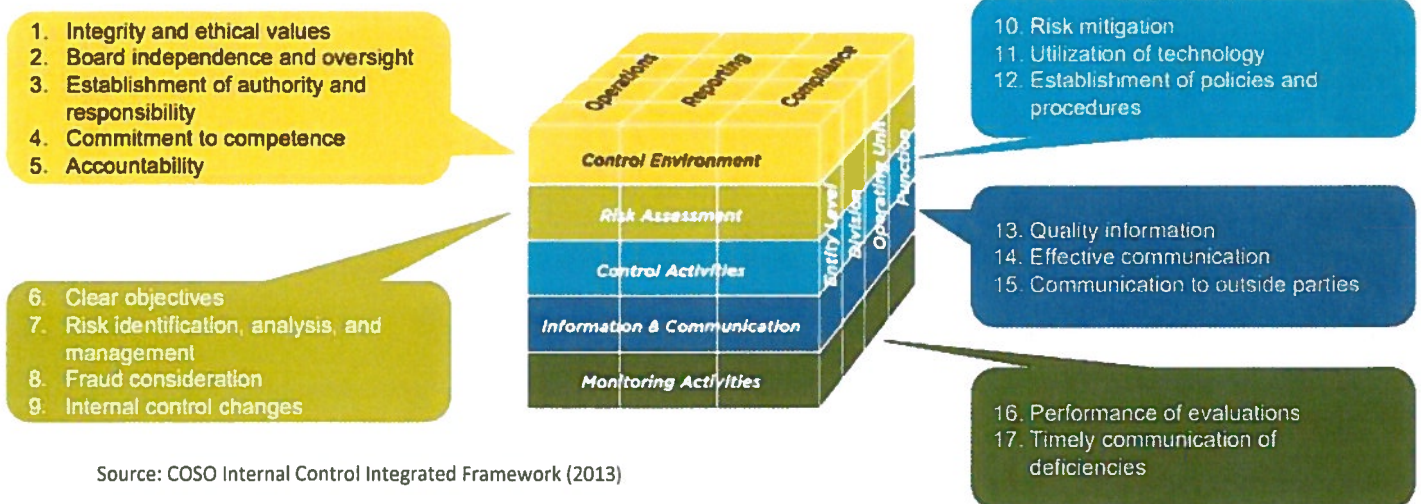 1. Integrity and ethical values
2. Board independence and oversight
3. Establishment of authority and
responsibility
4. Commitment to competence
5. Accountability
6. Clear objectives
7. Risk identification, analysis, and
management
8. Fraud consideration
9. Internal control changes
Operations
Reporting
Compliance
Control Environment
Risk Assessment
Control Activities
Information & Communication
Monitoring Activities
Entity Level
Division
Operating Unit
Function
10. Risk mitigation
11. Utilization of technology
12. Establishment of policies and
procedures
13. Quality information
14. Effective communication
15. Communication to outside parties
16. Performance of evaluations
17. Timely communication of
deficiencies
Source: COSO Internal Control Integrated Framework (2013)